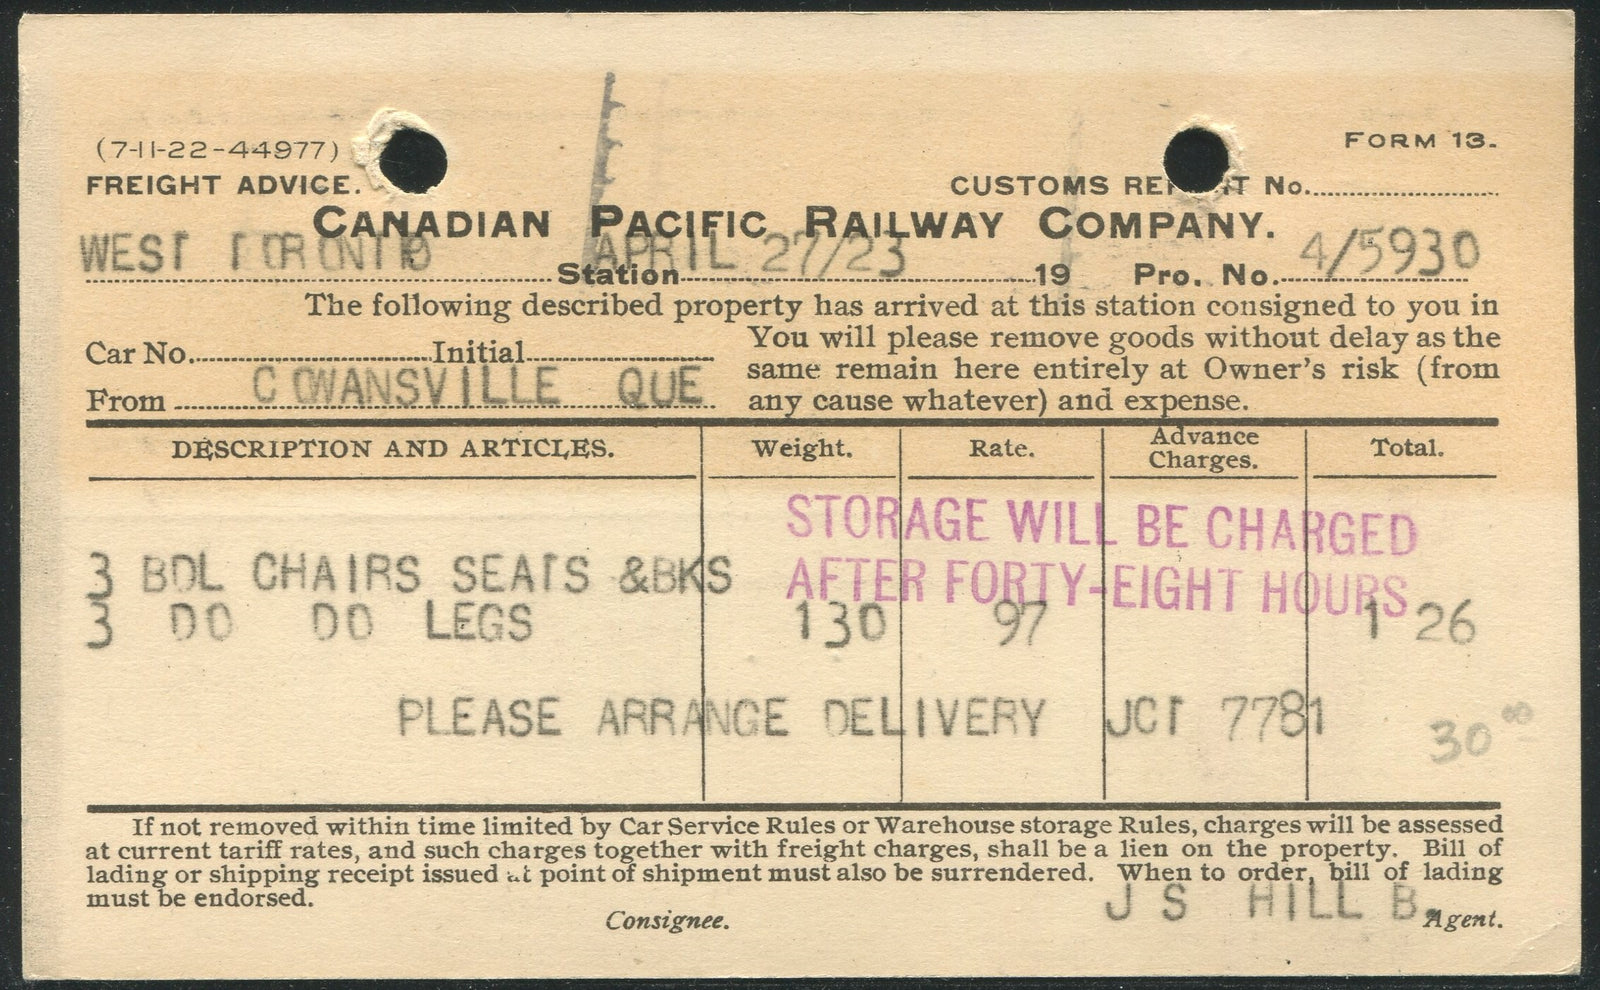 (7-11-22-44977)
FORM 13.
FREIGHT ADVICE.
CUSTOMS REPORT No.
CANADIAN PACIFIC RAILWAY COMPANY.
WEST TORONTO Station APRIL 27/23 19 Pro. No. 4/5930
The following described property has arrived at this station consigned to you in
Car No. Initial
From COWANSVILLE QUE
You will please remove goods without delay as the
same remain here entirely at Owner's risk (from
any cause whatever) and expense.
DESCRIPTION AND ARTICLES. Weight. Rate. Advance Charges. Total.
STORAGE WILL BE CHARGED
AFTER FORTY-EIGHT HOURS
3 BDL CHAIRS SEATS &BKS
3 DO DO LEGS 130 97 1 26
PLEASE ARRANGE DELIVERY JCT 7781
30 00
If not removed within time limited by Car Service Rules or Warehouse storage Rules, charges will be assessed
at current tariff rates, and such charges together with freight charges, shall be a lien on the property. Bill of
lading or shipping receipt issued at point of shipment must also be surrendered. When to order, bill of lading
must be endorsed.
Consignee. J S HILL B. Agent.